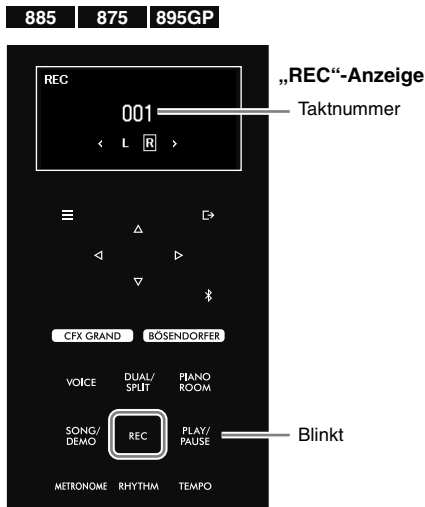 885 875 895GP
„REC“-Anzeige
REC
001
Taktnummer
‹ L R ›
CFX GRAND BÖSENDORFER
VOICE DUAL/
SPLIT PIANO
ROOM
SONG/
DEMO REC PLAY/
PAUSE
Blinkt
METRONOME RHYTHM TEMPO